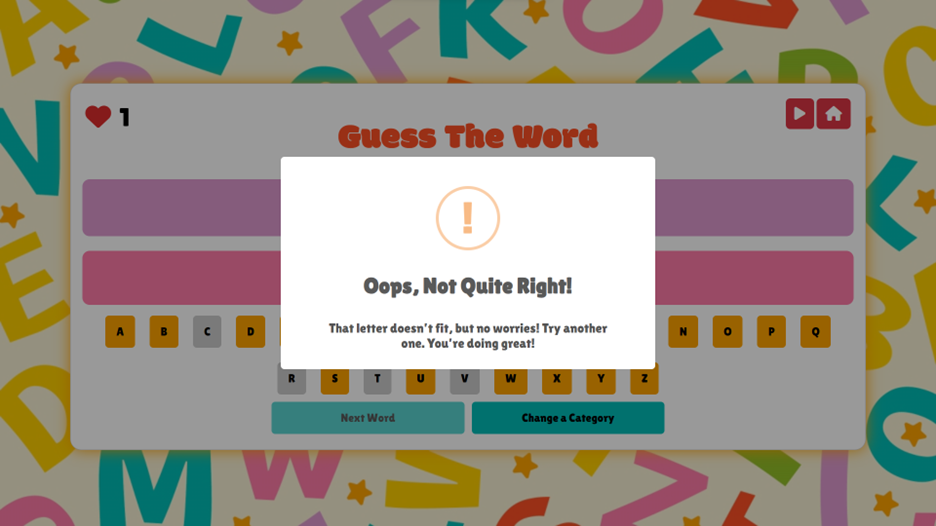 1
Guess The Word
Oops, Not Quite Right!
That letter doesn't fit, but no worries! Try another
one. You're doing great!
A B C D N O P Q
R S T U V W X Y Z
Next Word Change a Category